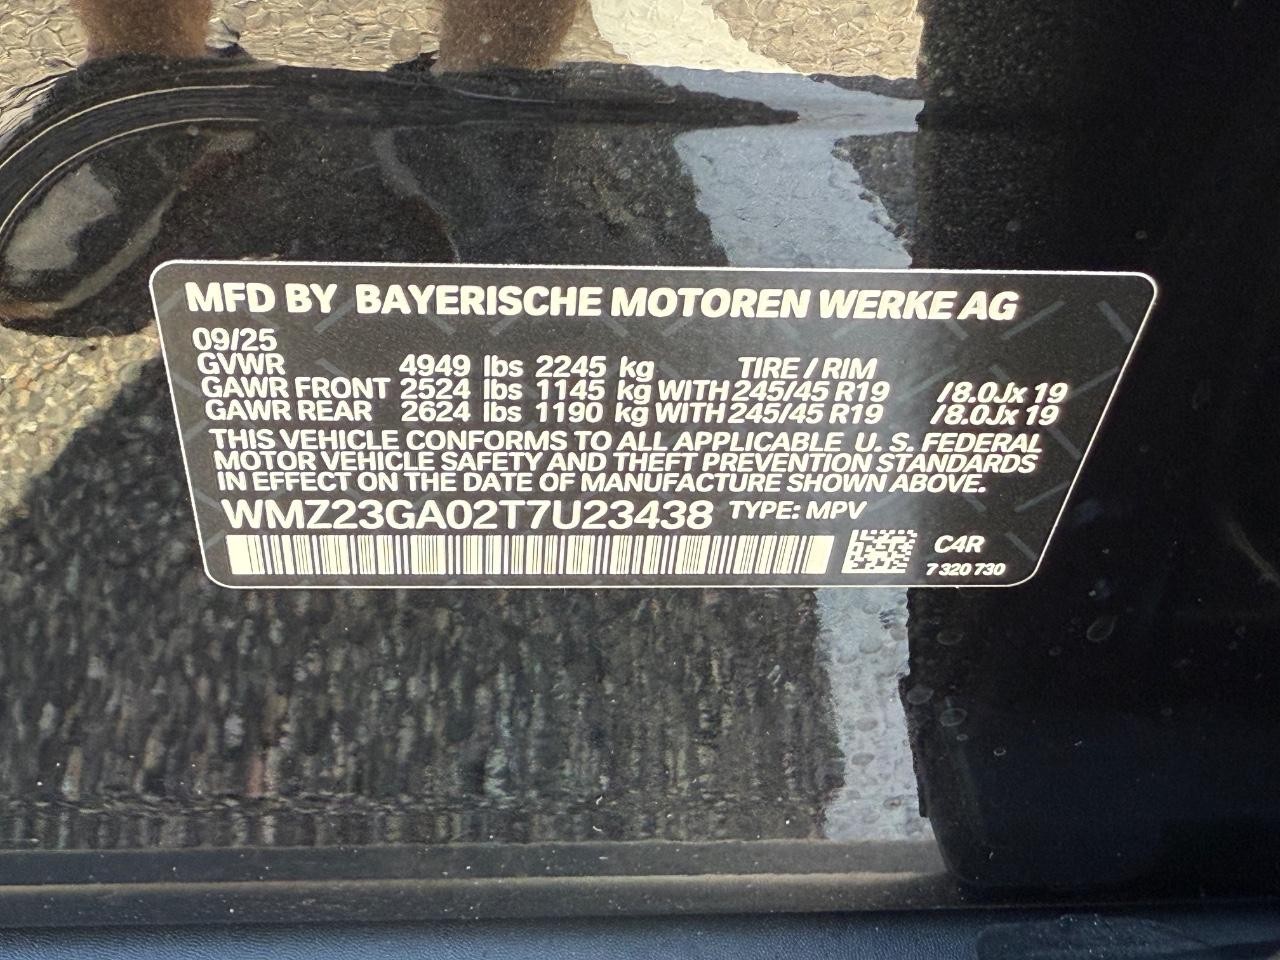 MFD BY BAYERISCHE MOTOREN WERKE AG
09/25
GVWR 4949 lbs 2245 kg TIRE / RIM
GAWR FRONT 2524 lbs 1145 kg WITH 245/45 R19 /8.0Jx 19
GAWR REAR 2624 lbs 1190 kg WITH 245/45 R19 /8.0Jx 19
THIS VEHICLE CONFORMS TO ALL APPLICABLE U. S. FEDERAL
MOTOR VEHICLE SAFETY AND THEFT PREVENTION STANDARDS
IN EFFECT ON THE DATE OF MANUFACTURE SHOWN ABOVE.
WMZ23GA02T7U23438 TYPE: MPV
C4R
7 320 730